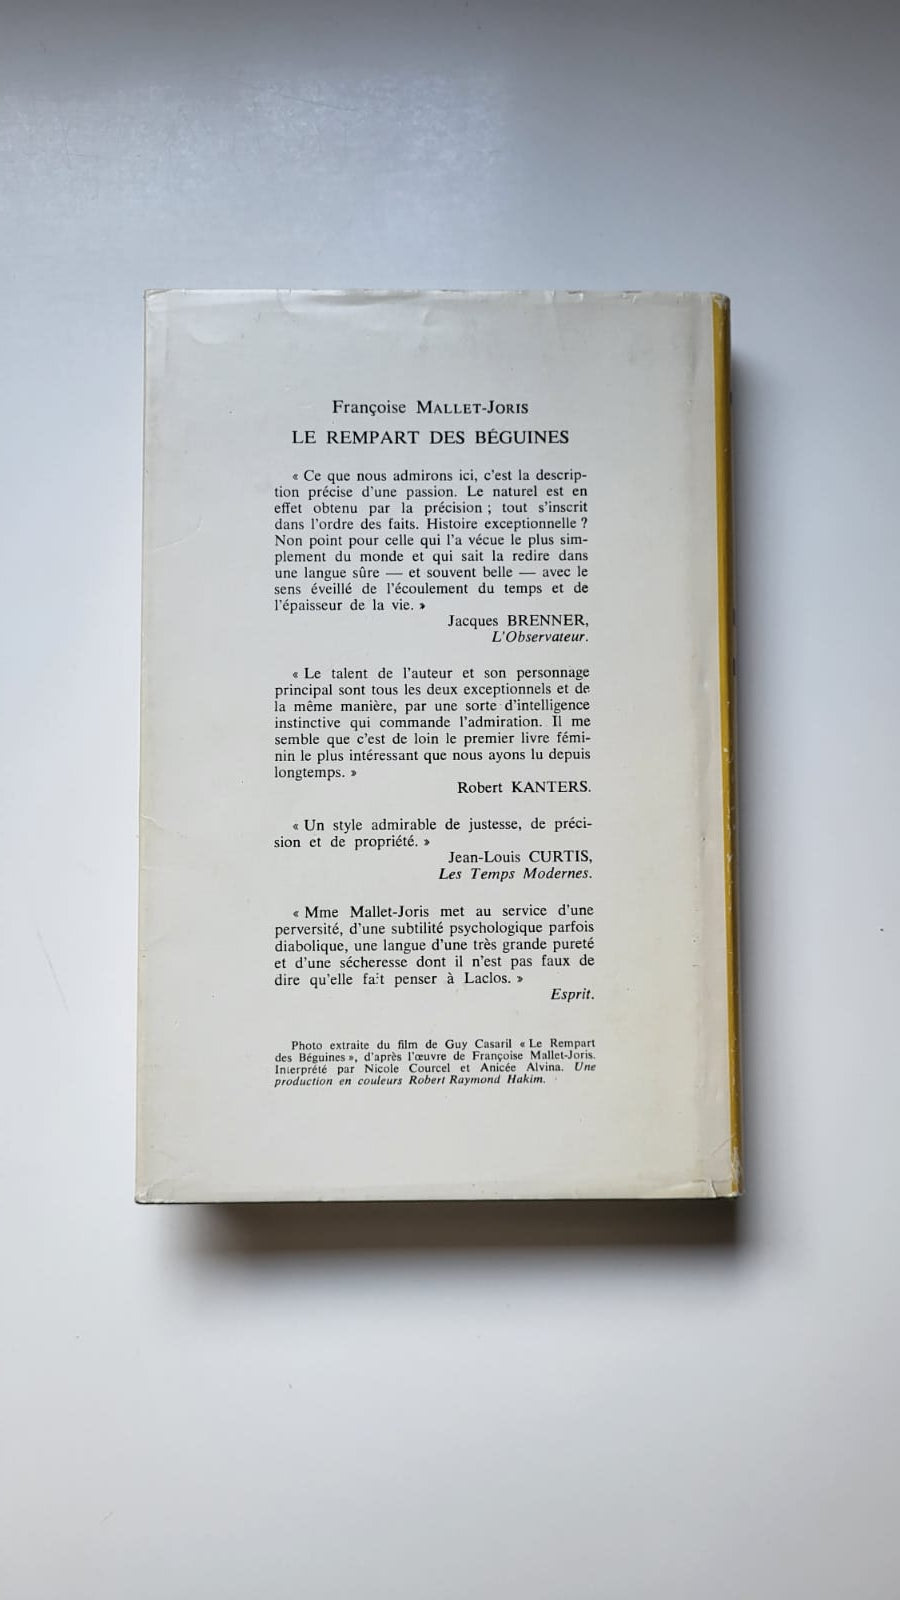 Françoise MALLET-JORIS
LE REMPART DES BÉGUINES
« Ce que nous admirons ici, c'est la descrip-
tion précise d'une passion. Le naturel est en
effet obtenu par la précision ; tout s'inscrit
dans l'ordre des faits. Histoire exceptionnelle ?
Non point pour celle qui l'a vécue le plus sim-
plement du monde et qui sait la redire dans
une langue sûre — et souvent belle — avec le
sens éveillé de l'écoulement du temps et de
l'épaisseur de la vie. »
Jacques BRENNER,
L'Observateur.
« Le talent de l'auteur et son personnage
principal sont tous les deux exceptionnels et de
la même manière, par une sorte d'intelligence
instinctive qui commande l'admiration. Il me
semble que c'est de loin le premier livre fémi-
nin le plus intéressant que nous ayons lu depuis
longtemps. »
Robert KANTERS.
« Un style admirable de justesse, de préci-
sion et de propriété. »
Jean-Louis CURTIS,
Les Temps Modernes.
« Mme Mallet-Joris met au service d'une
perversité, d'une subtilité psychologique parfois
diabolique, une langue d'une très grande pureté
et d'une sécheresse dont il n'est pas faux de
dire qu'elle fait penser à Laclos. »
Esprit.
Photo extraite du film de Guy Casaril « Le Rempart
des Béguines », d'après l'œuvre de Françoise Mallet-Joris.
Interprété par Nicole Courcel et Anicée Alvina. Une
production en couleurs Robert Raymond Hakim.